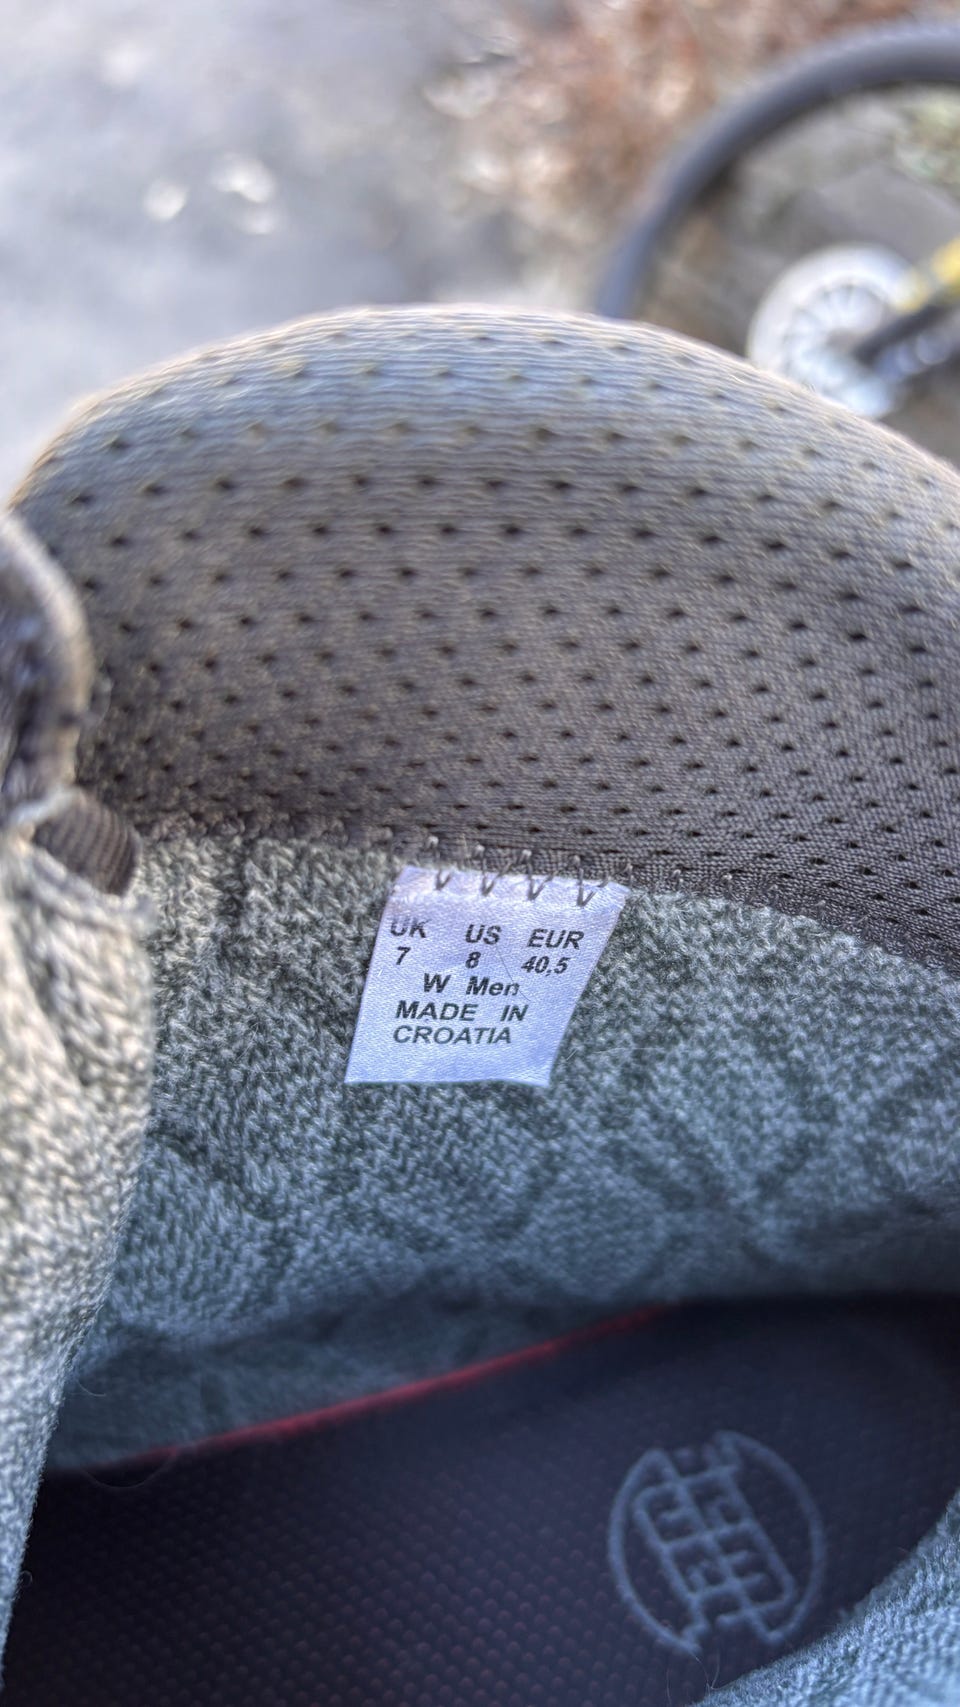 UK US EUR
7 8 40,5
W Men
MADE IN
CROATIA